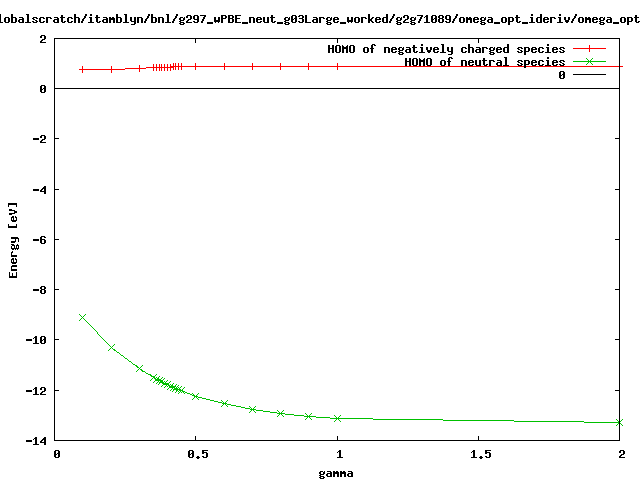 lobalscratch/itamblyn/bnl/g297_wPBE_neut_g03Large_worked/g2g71089/omega_opt_ideriv/omega_opt
HOMO of negatively charged species
HOMO of neutral species
0
2
0
-2
-4
-6
-8
-10
-12
-14
Energy [eV]
0 0.5 1 1.5 2
gamma